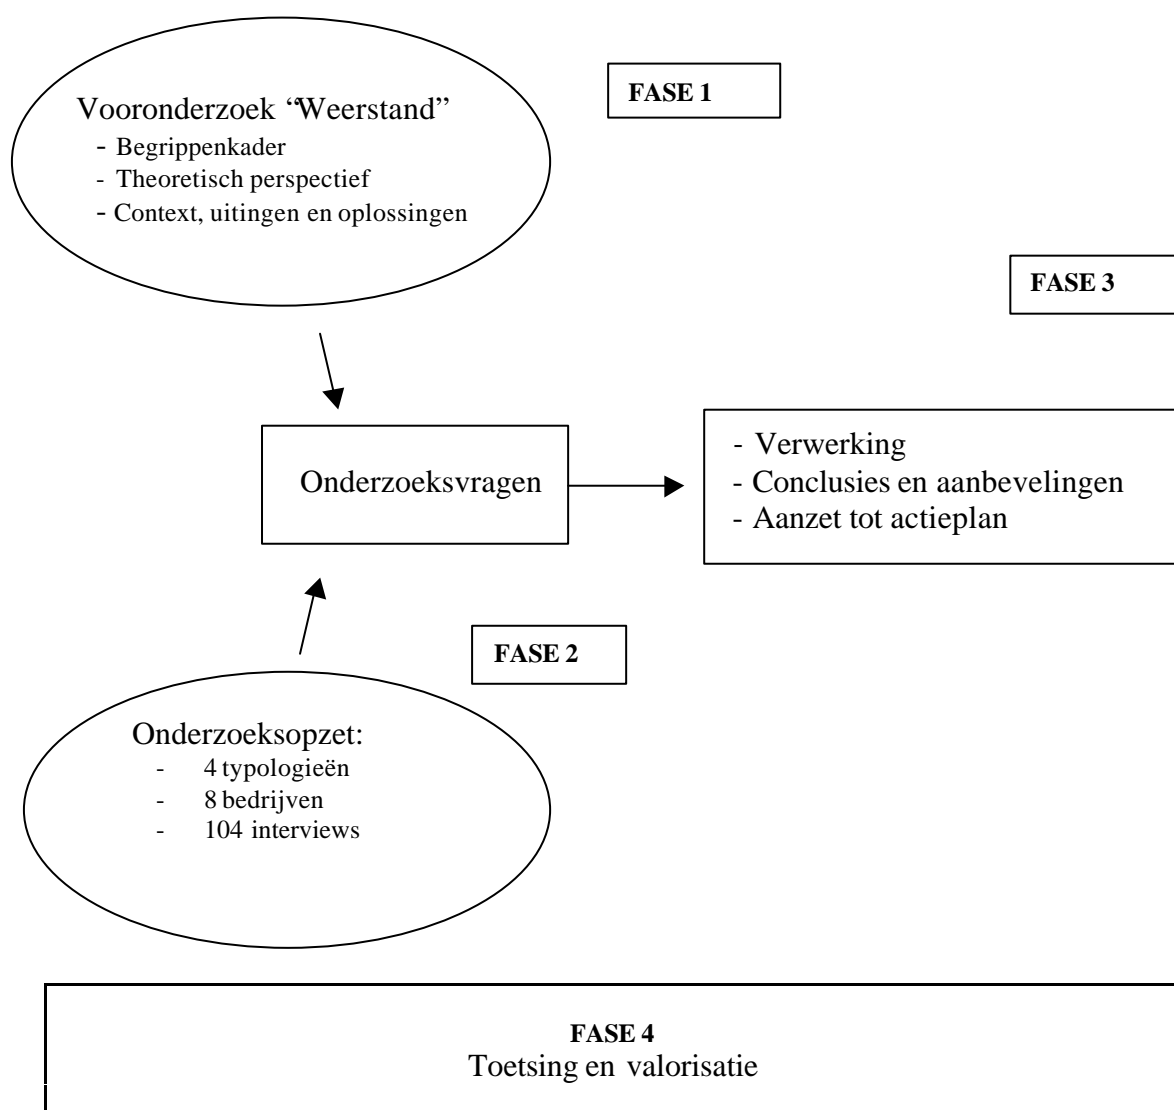 Vooronderzoek “Weerstand”
- Begrippenkader
- Theoretisch perspectief
- Context, uitingen en oplossingen
FASE 1
FASE 3
Onderzoeksvragen
- Verwerking
- Conclusies en aanbevelingen
- Aanzet tot actieplan
FASE 2
Onderzoeksopzet:
- 4 typologieën
- 8 bedrijven
- 104 interviews
FASE 4
Toetsing en valorisatie